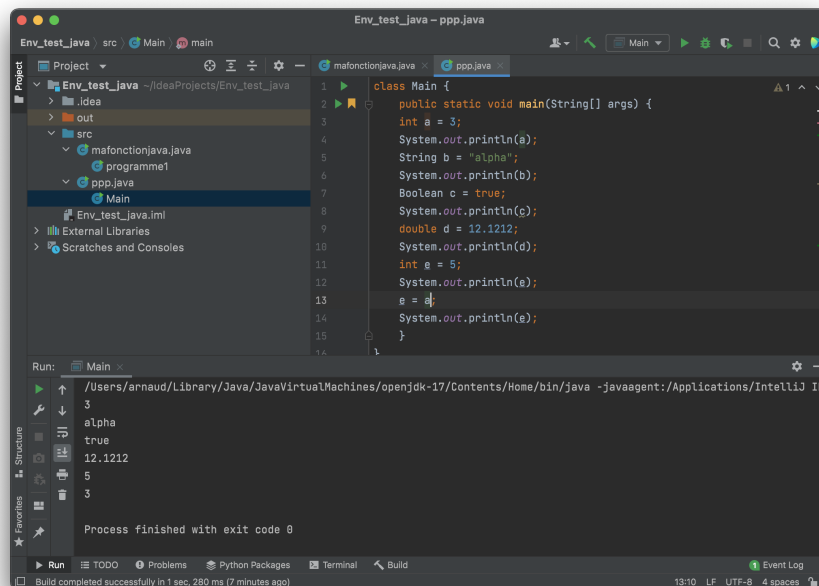 Env_test_java – ppp.java
Env_test_java › src › Main › main
Main
Project
mafonctionjava.java
ppp.java
Project
Env_test_java ~/IdeaProjects/Env_test_java
.idea
out
src
mafonctionjava.java
programme1
ppp.java
Main
Env_test_java.iml
External Libraries
Scratches and Consoles
1 class Main {
2 public static void main(String[] args) {
3 int a = 3;
4 System.out.println(a);
5 String b = "alpha";
6 System.out.println(b);
7 Boolean c = true;
8 System.out.println(c);
9 double d = 12.1212;
10 System.out.println(d);
11 int e = 5;
12 System.out.println(e);
13 e = a;
14 System.out.println(e);
15 }
16 }
1
Run: Main
/Users/arnaud/Library/Java/JavaVirtualMachines/openjdk-17/Contents/Home/bin/java -javaagent:/Applications/IntelliJ I
3
alpha
true
12.1212
5
3
Process finished with exit code 0
Structure
Favorites
Run
TODO
Problems
Python Packages
Terminal
Build
1 Event Log
Build completed successfully in 1 sec, 280 ms (7 minutes ago)
13:10 LF UTF-8 4 spaces